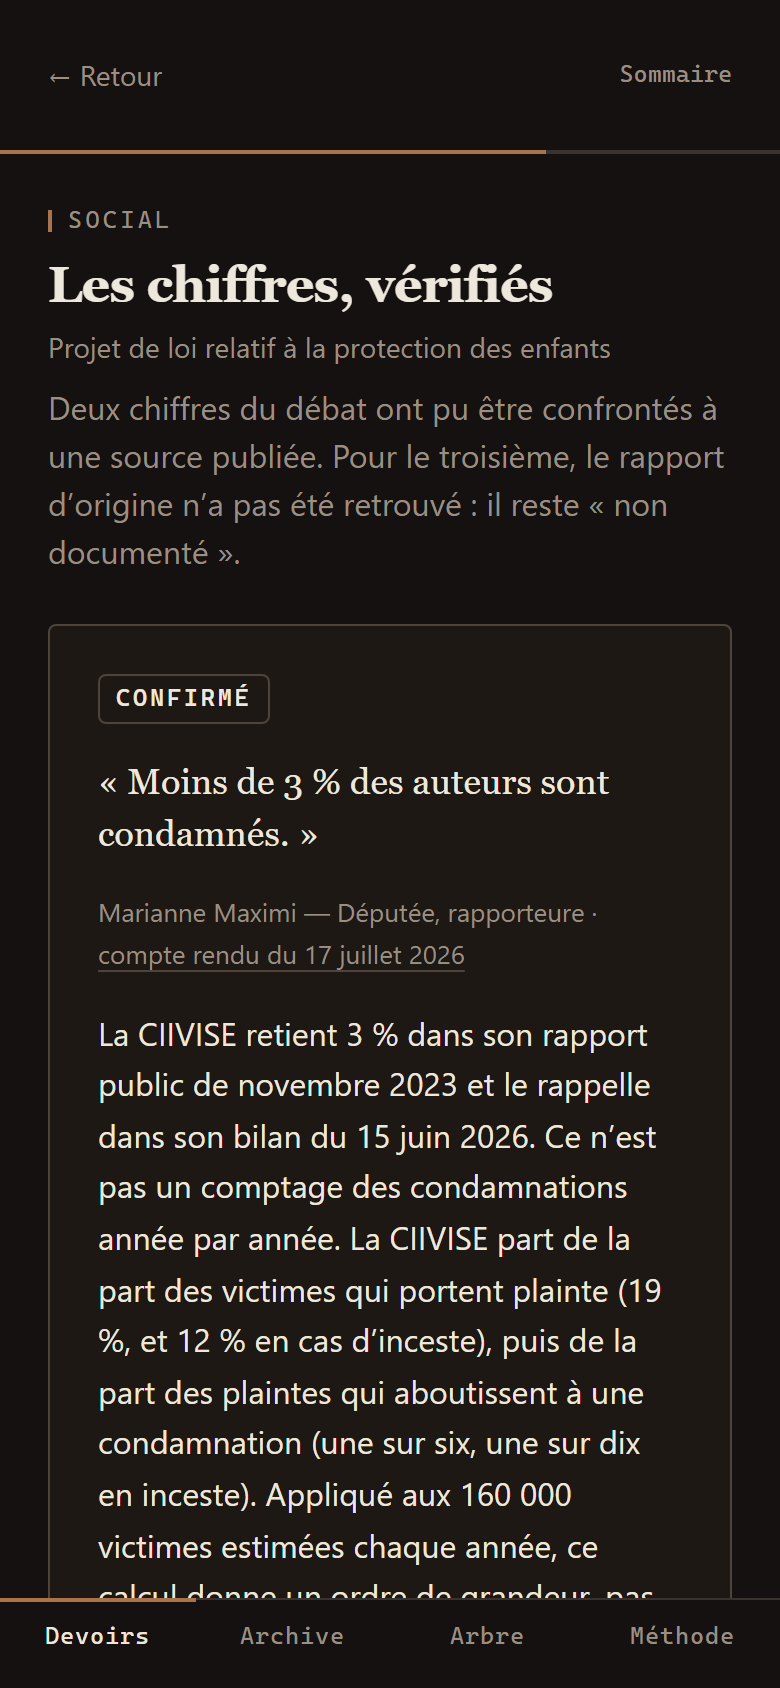 ← Retour
Sommaire
SOCIAL
Les chiffres, vérifiés
Projet de loi relatif à la protection des enfants
Deux chiffres du débat ont pu être confrontés à
une source publiée. Pour le troisième, le rapport
d’origine n’a pas été retrouvé : il reste « non
documenté ».
CONFIRMÉ
« Moins de 3 % des auteurs sont
condamnés. »
Marianne Maximi — Députée, rapporteure ·
compte rendu du 17 juillet 2026
La CIIVISE retient 3 % dans son rapport
public de novembre 2023 et le rappelle
dans son bilan du 15 juin 2026. Ce n’est
pas un comptage des condamnations
année par année. La CIIVISE part de la
part des victimes qui portent plainte (19
%, et 12 % en cas d’inceste), puis de la
part des plaintes qui aboutissent à une
condamnation (une sur six, une sur dix
en inceste). Appliqué aux 160 000
victimes estimées chaque année, ce
calcul donne un ordre de grandeur, pas
Devoirs
Archive
Arbre
Méthode